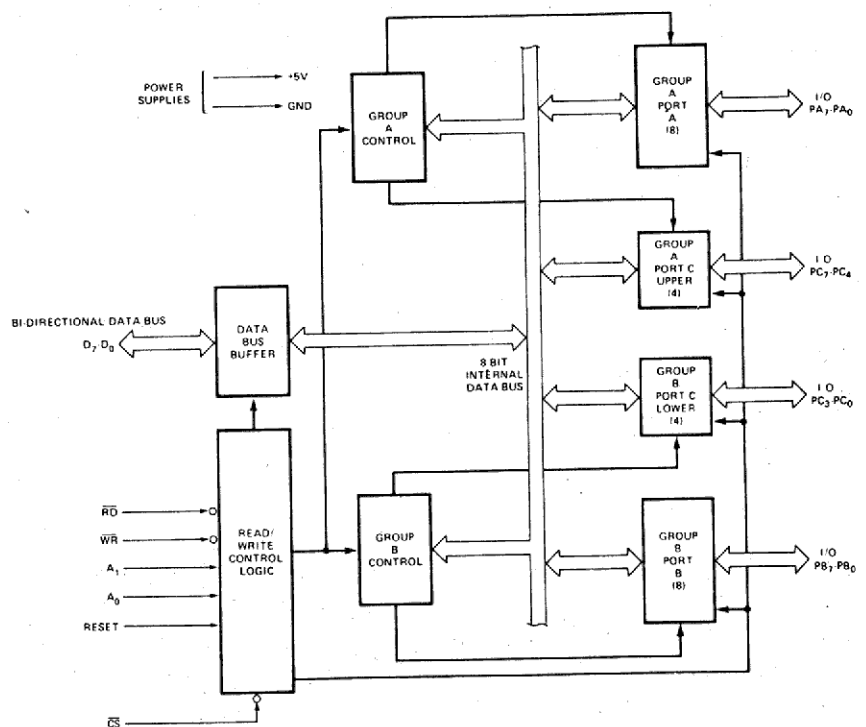 POWER
SUPPLIES
+5V
GND
GROUP
A
CONTROL
GROUP
A
PORT
A
(8)
I/O
PA7-PA0
GROUP
A
PORT C
UPPER
(4)
I O
PC7-PC4
BI-DIRECTIONAL DATA BUS
D7-D0
DATA
BUS
BUFFER
8 BIT
INTERNAL
DATA BUS
GROUP
B
PORT C
LOWER
(4)
I O
PC3-PC0
RD
WR
A1
A0
RESET
CS
READ/
WRITE
CONTROL
LOGIC
GROUP
B
CONTROL
GROUP
B
PORT
B
(8)
I/O
PB7-PB0